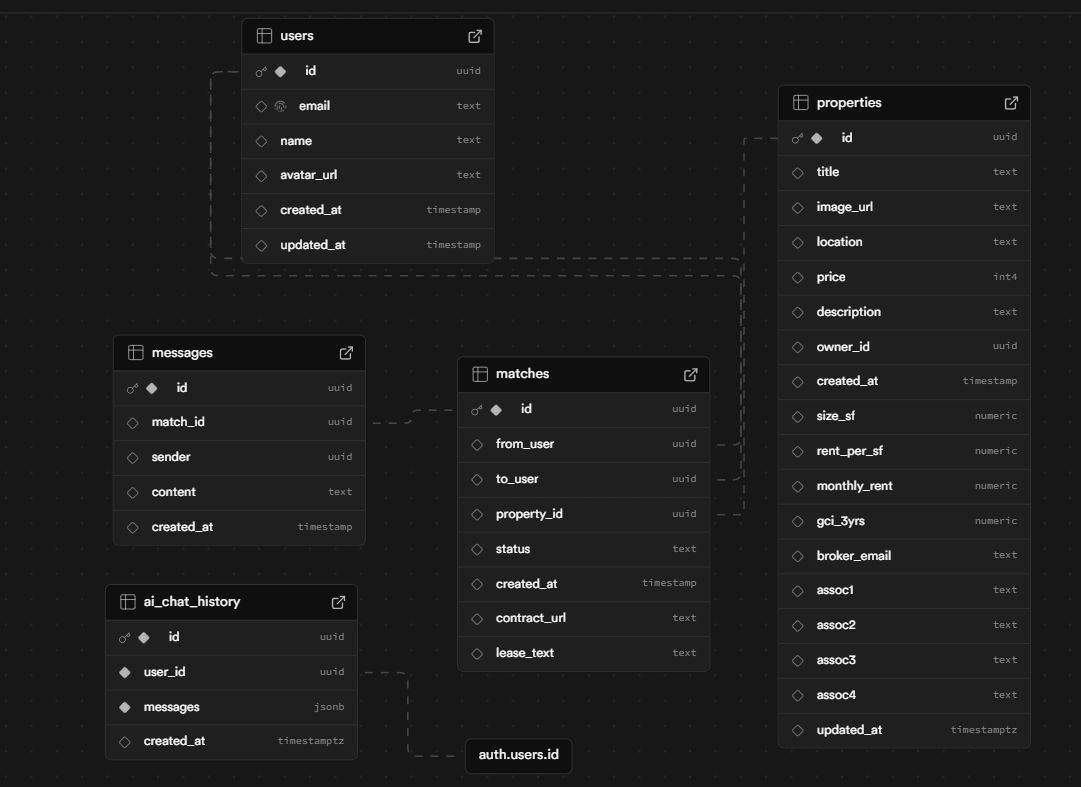 users
id uuid
email text
name text
avatar_url text
created_at timestamp
updated_at timestamp
properties
id uuid
title text
image_url text
location text
price int4
description text
owner_id uuid
created_at timestamp
size_sf numeric
rent_per_sf numeric
monthly_rent numeric
gci_3yrs numeric
broker_email text
assoc1 text
assoc2 text
assoc3 text
assoc4 text
updated_at timestamptz
messages
id uuid
match_id uuid
sender uuid
content text
created_at timestamp
matches
id uuid
from_user uuid
to_user uuid
property_id uuid
status text
created_at timestamp
contract_url text
lease_text text
ai_chat_history
id uuid
user_id uuid
messages jsonb
created_at timestamptz
auth.users.id